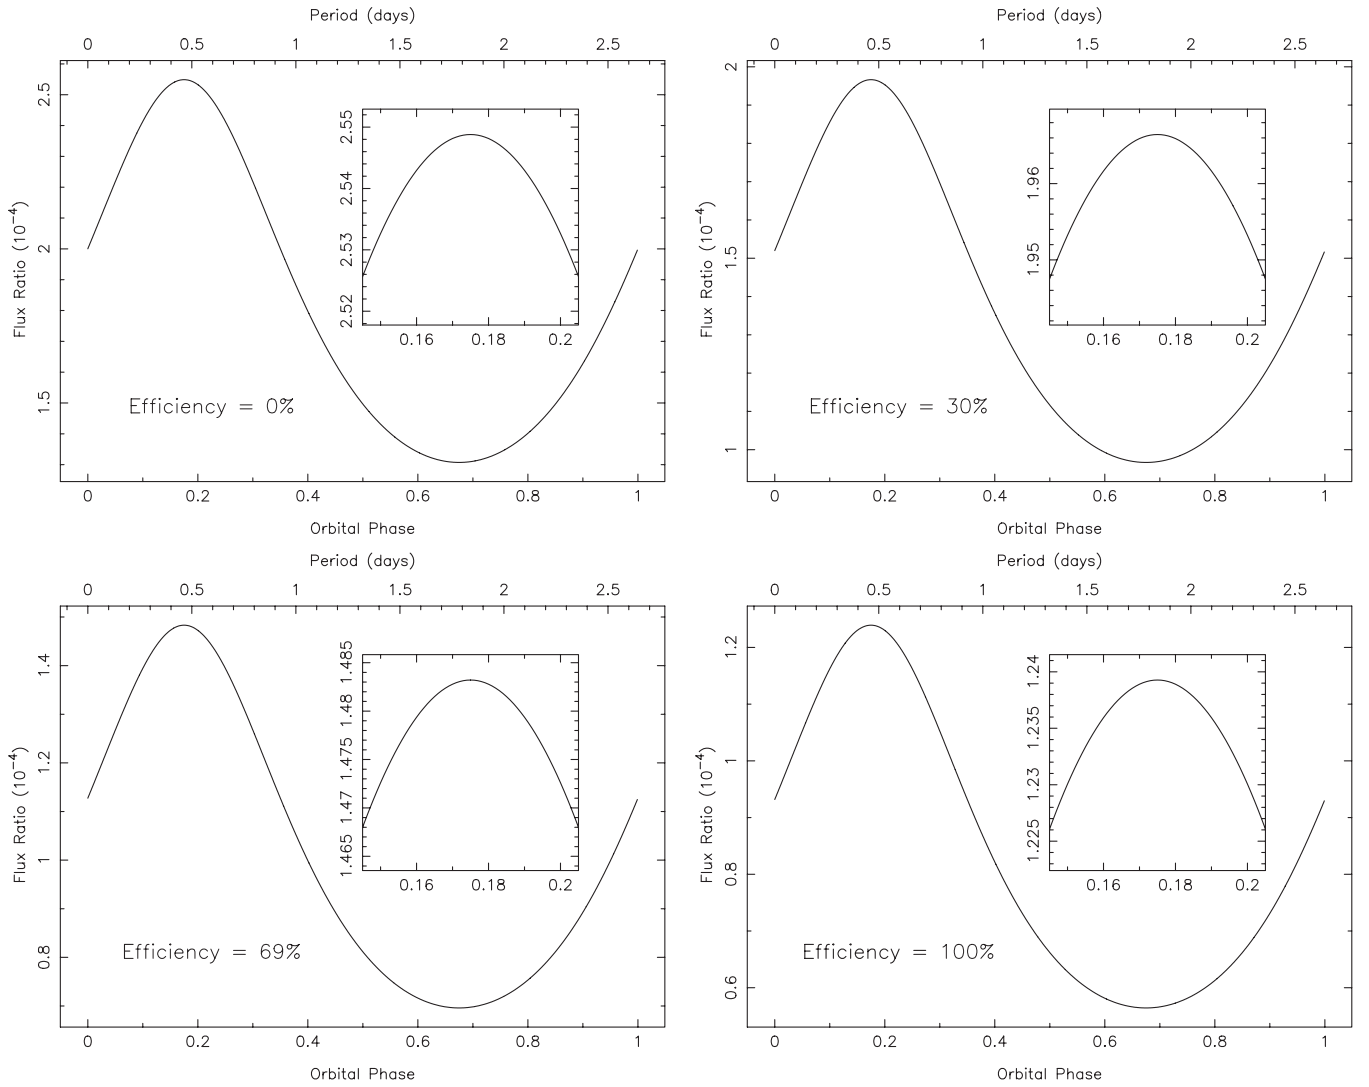 Period (days)
0 0.5 1 1.5 2 2.5
Flux Ratio (10⁻⁴)
2.5
2
1.5
2.55
2.54
2.53
2.52
0.16 0.18 0.2
Efficiency = 0%
0 0.2 0.4 0.6 0.8 1
Orbital Phase
Period (days)
0 0.5 1 1.5 2 2.5
Flux Ratio (10⁻⁴)
2
1.5
1
1.96
1.95
0.16 0.18 0.2
Efficiency = 30%
0 0.2 0.4 0.6 0.8 1
Orbital Phase
Period (days)
0 0.5 1 1.5 2 2.5
Flux Ratio (10⁻⁴)
1.4
1.2
1
0.8
1.485
1.48
1.475
1.47
1.465
0.16 0.18 0.2
Efficiency = 69%
0 0.2 0.4 0.6 0.8 1
Orbital Phase
Period (days)
0 0.5 1 1.5 2 2.5
Flux Ratio (10⁻⁴)
1.2
1
0.8
0.6
1.24
1.235
1.23
1.225
0.16 0.18 0.2
Efficiency = 100%
0 0.2 0.4 0.6 0.8 1
Orbital Phase